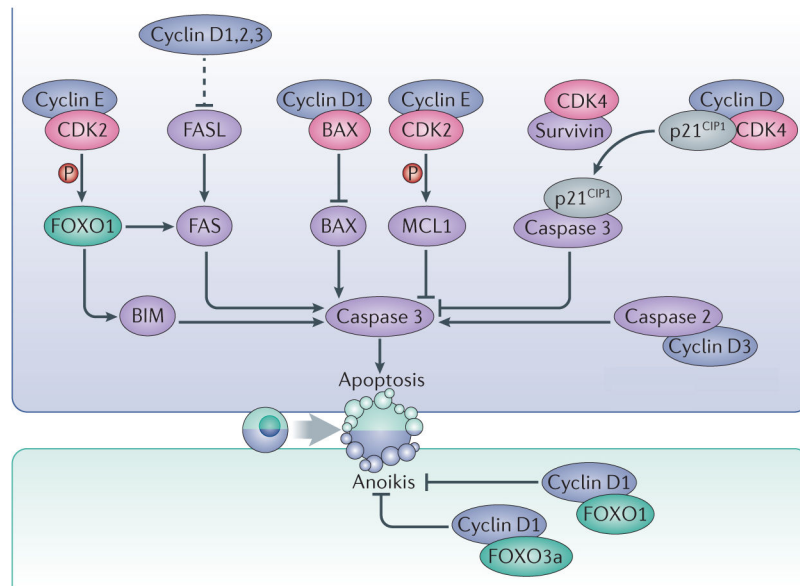 Cyclin D1,2,3
Cyclin E
CDK2
FASL
Cyclin D1
BAX
Cyclin E
CDK2
CDK4
Survivin
Cyclin D
p21CIP1
CDK4
P
P
p21CIP1
Caspase 3
FOXO1
FAS
BAX
MCL1
BIM
Caspase 3
Caspase 2
Cyclin D3
Apoptosis
Anoikis
Cyclin D1
FOXO1
Cyclin D1
FOXO3a